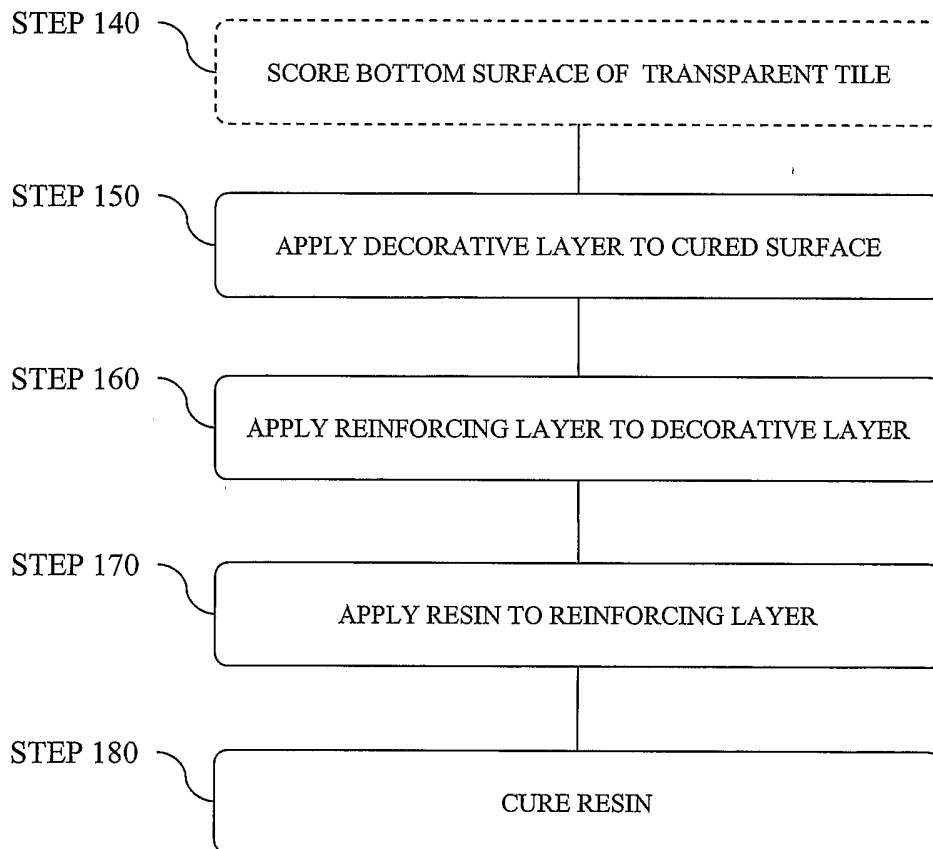 STEP 140
SCORE BOTTOM SURFACE OF TRANSPARENT TILE
STEP 150
APPLY DECORATIVE LAYER TO CURED SURFACE
STEP 160
APPLY REINFORCING LAYER TO DECORATIVE LAYER
STEP 170
APPLY RESIN TO REINFORCING LAYER
STEP 180
CURE RESIN